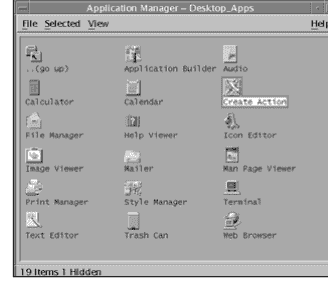 Application Manager – Desktop_Apps
File Selected View Help
..(go up) Application Builder Audio
Calculator Calendar Create Action
File Manager Help Viewer Icon Editor
Image Viewer Mailer Man Page Viewer
Print Manager Style Manager Terminal
Text Editor Trash Can Web Browser
19 Items 1 Hidden